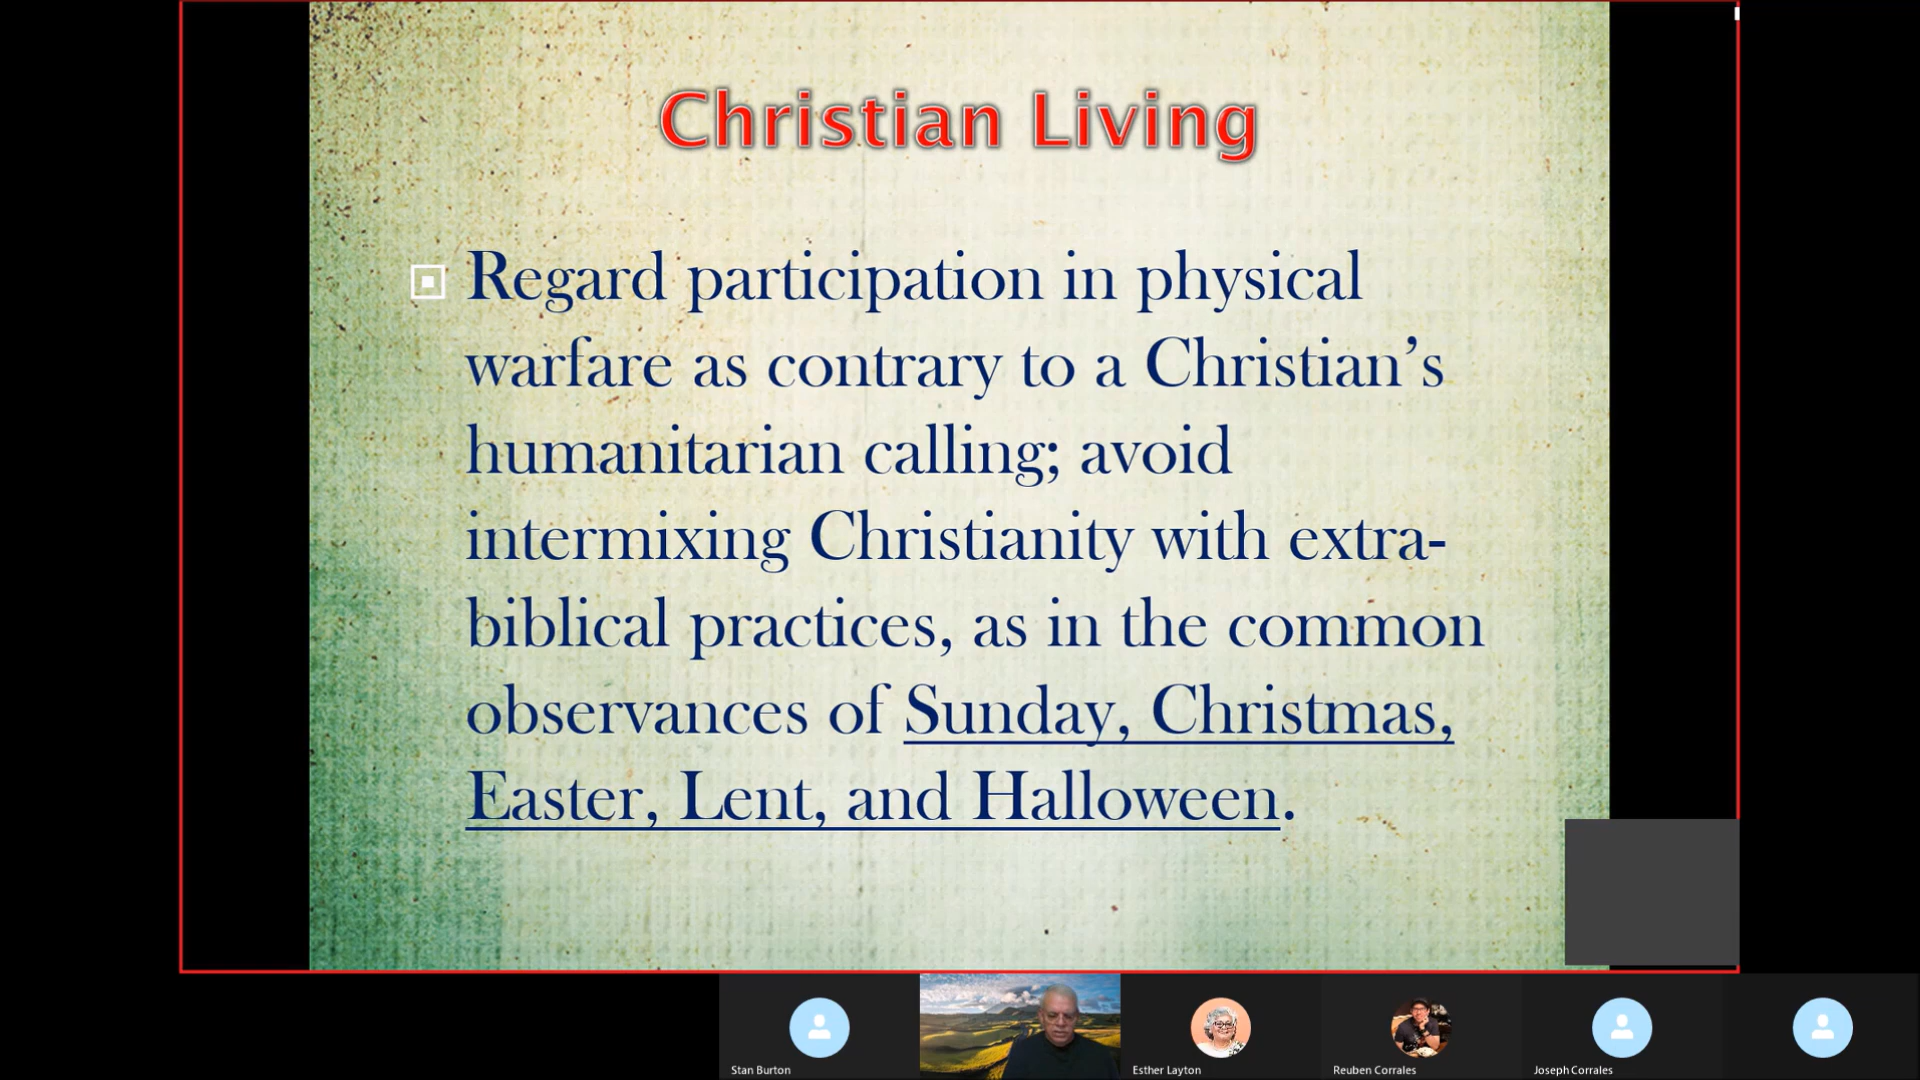 Christian Living
Regard participation in physical
warfare as contrary to a Christian’s
humanitarian calling; avoid
intermixing Christianity with extra-
biblical practices, as in the common
observances of Sunday, Christmas,
Easter, Lent, and Halloween.
Stan Burton
Esther Layton
Reuben Corrales
Joseph Corrales